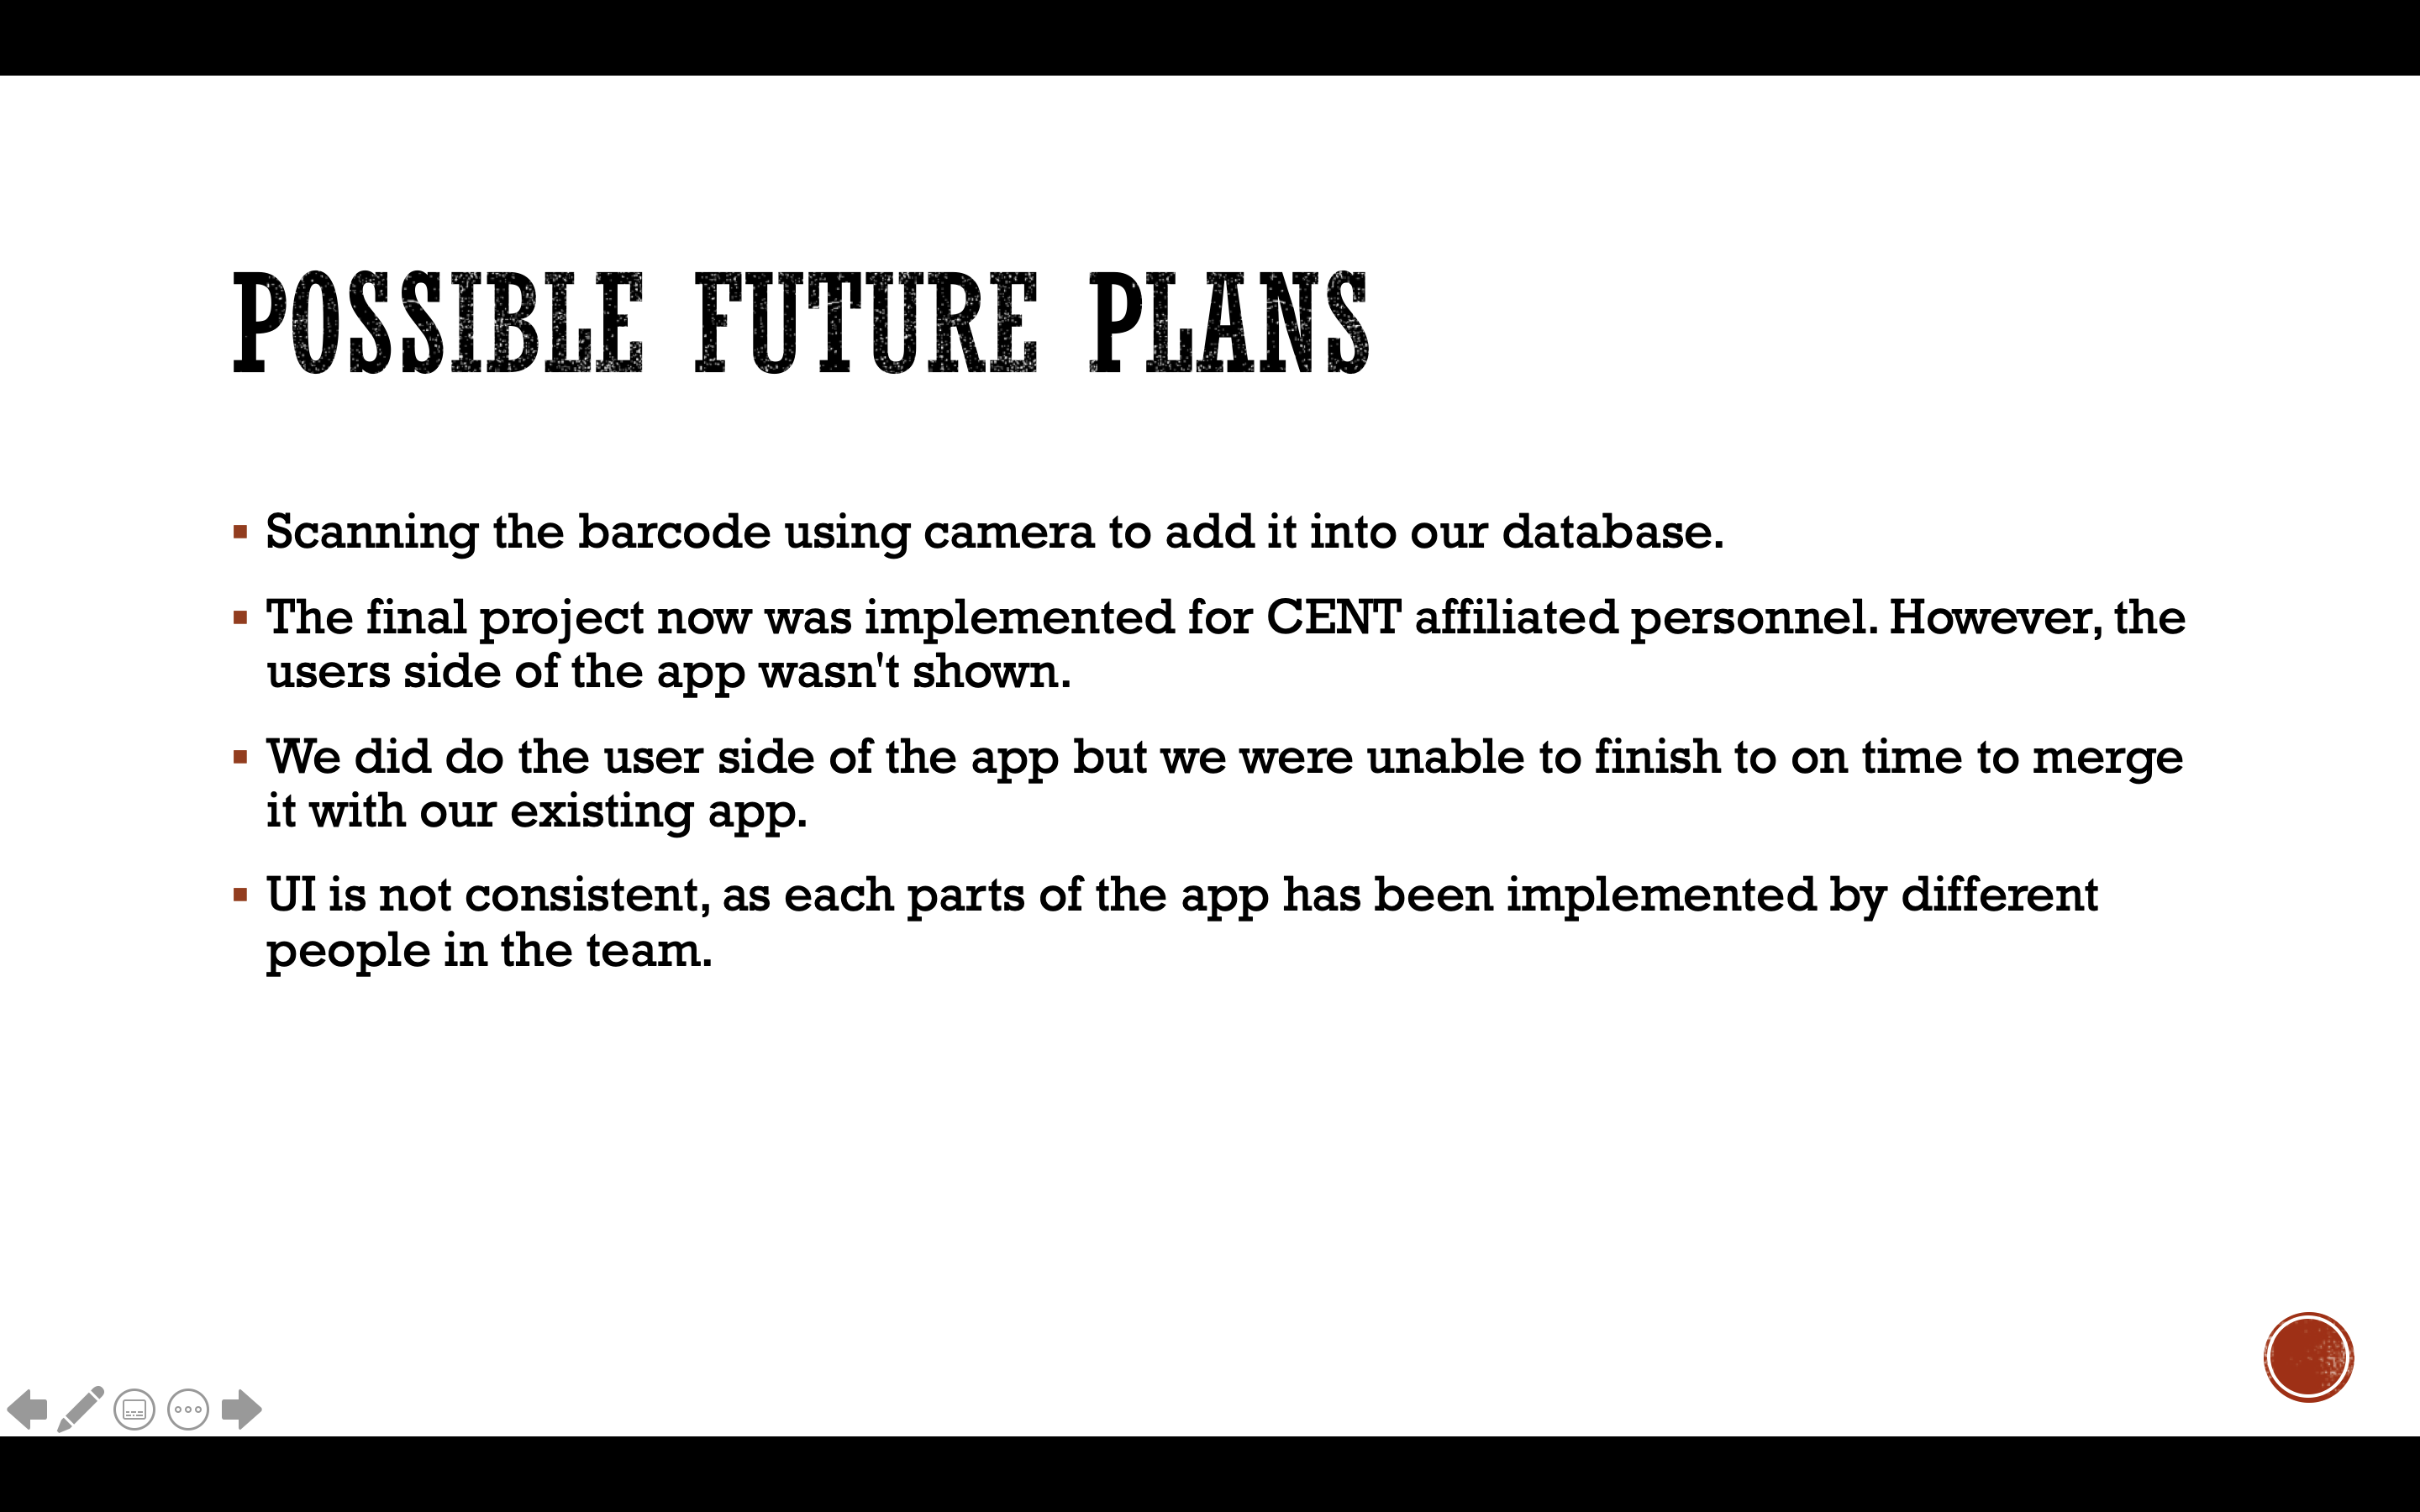 POSSIBLE FUTURE PLANS
Scanning the barcode using camera to add it into our database.
The final project now was implemented for CENT affiliated personnel. However, the
users side of the app wasn't shown.
We did do the user side of the app but we were unable to finish to on time to merge
it with our existing app.
UI is not consistent, as each parts of the app has been implemented by different
people in the team.